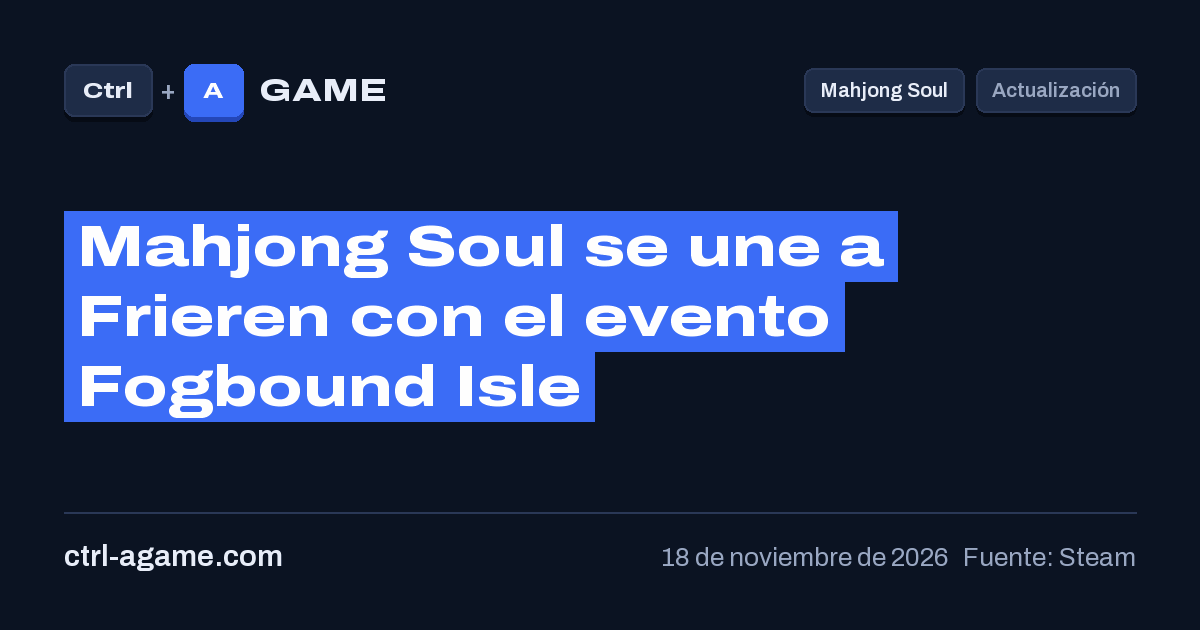 Ctrl + A GAME
Mahjong Soul
Actualización
Mahjong Soul se une a
Frieren con el evento
Fogbound Isle
ctrl-agame.com
18 de noviembre de 2026 Fuente: Steam